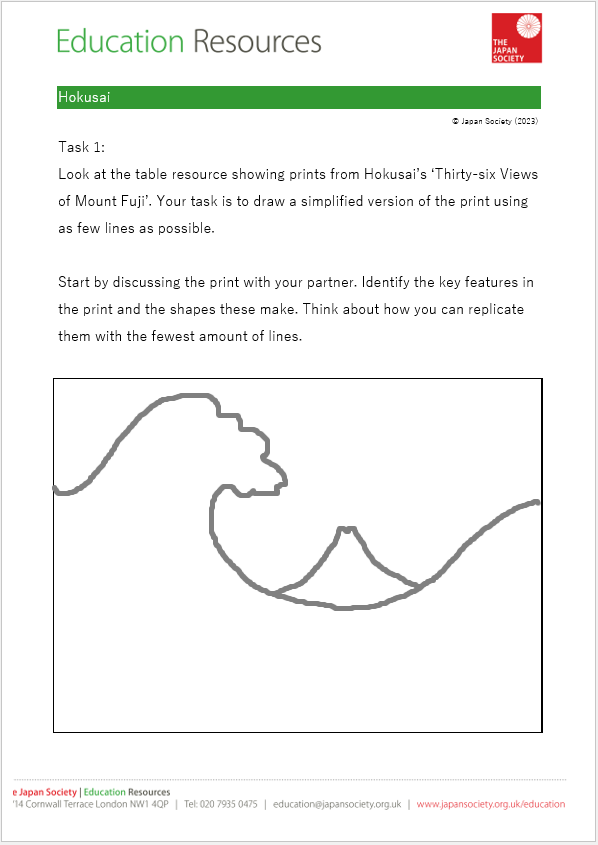 Education Resources
THE
JAPAN
SOCIETY
Hokusai
© Japan Society (2023)
Task 1:
Look at the table resource showing prints from Hokusai’s ‘Thirty-six Views
of Mount Fuji’. Your task is to draw a simplified version of the print using
as few lines as possible.
Start by discussing the print with your partner. Identify the key features in
the print and the shapes these make. Think about how you can replicate
them with the fewest amount of lines.
e Japan Society | Education Resources
'14 Cornwall Terrace London NW1 4QP | Tel: 020 7935 0475 | education@japansociety.org.uk | www.japansociety.org.uk/education